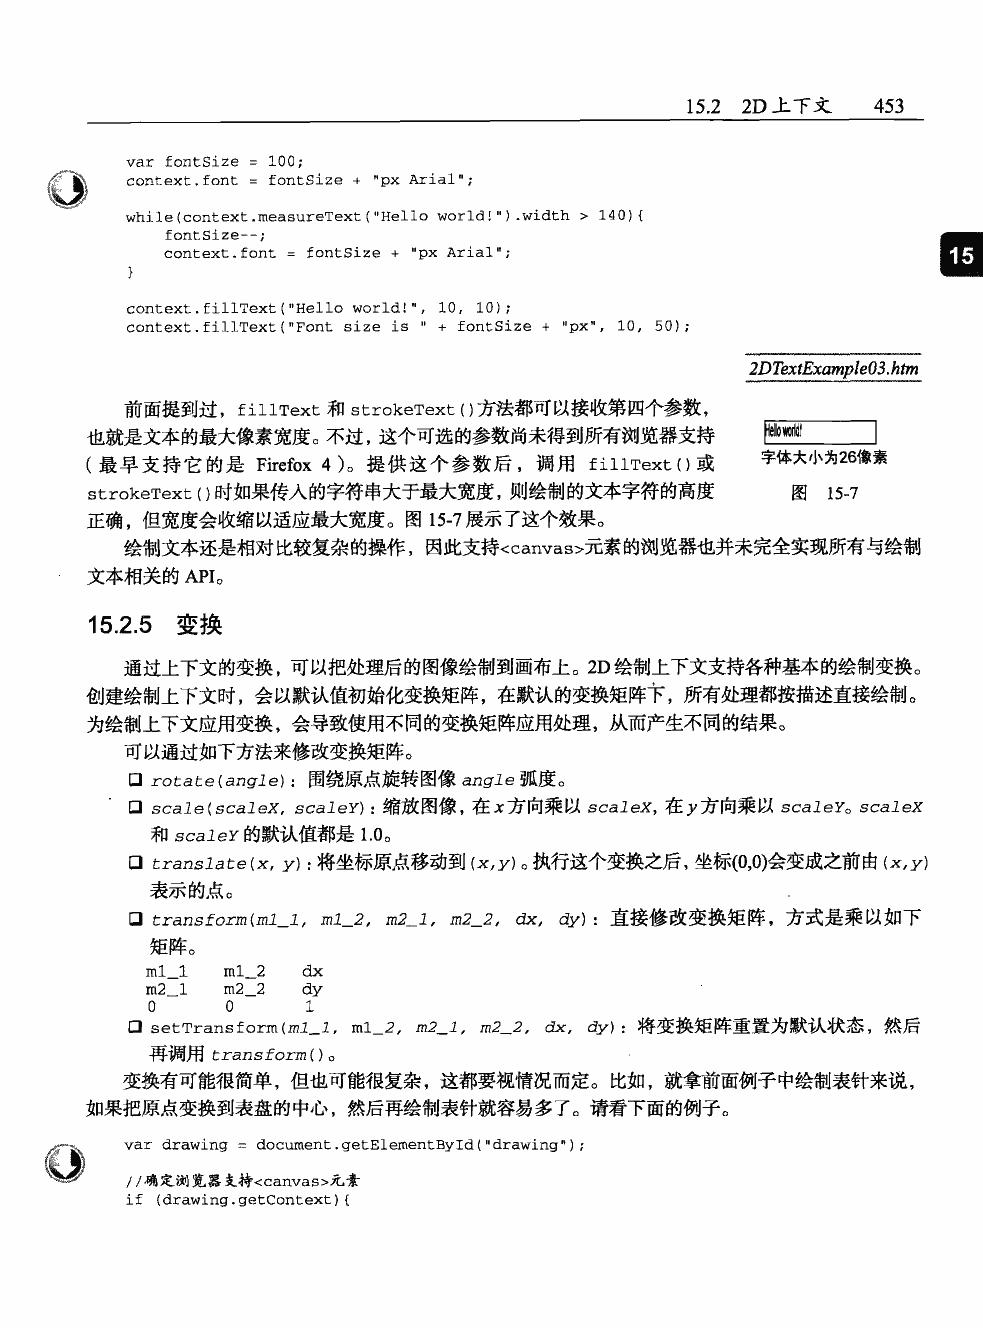 15.2 2D 上下文 453
var fontSize = 100;
context.font = fontSize + "px Arial";
while(context.measureText("Hello world!").width > 140){
fontSize--;
context.font = fontSize + "px Arial";
}
15
context.fillText("Hello world!", 10, 10);
context.fillText("Font size is " + fontSize + "px", 10, 50);
2DTextExample03.htm
前面提到过，fillText 和 strokeText()方法都可以接收第四个参数，
也就是文本的最大像素宽度。不过，这个可选的参数尚未得到所有浏览器支持
（最早支持它的是 Firefox 4）。提供这个参数后，调用 fillText()或
strokeText()时如果传入的字符串大于最大宽度，则绘制的文本字符的高度
正确，但宽度会收缩以适应最大宽度。图 15-7 展示了这个效果。
Hello world!
字体大小为26像素
图 15-7
绘制文本还是相对比较复杂的操作，因此支持<canvas>元素的浏览器也并未完全实现所有与绘制
文本相关的 API。
15.2.5 变换
通过上下文的变换，可以把处理后的图像绘制到画布上。2D 绘制上下文支持各种基本的绘制变换。
创建绘制上下文时，会以默认值初始化变换矩阵，在默认的变换矩阵下，所有处理都按描述直接绘制。
为绘制上下文应用变换，会导致使用不同的变换矩阵应用处理，从而产生不同的结果。
可以通过如下方法来修改变换矩阵。
❑ rotate(angle)：围绕原点旋转图像 angle 弧度。
❑ scale(scaleX, scaleY)：缩放图像，在 x 方向乘以 scaleX，在 y 方向乘以 scaleY。scaleX
和 scaleY 的默认值都是 1.0。
❑ translate(x, y)：将坐标原点移动到(x,y)。执行这个变换之后，坐标(0,0)会变成之前由(x,y)
表示的点。
❑ transform(m1_1, m1_2, m2_1, m2_2, dx, dy)：直接修改变换矩阵，方式是乘以如下
矩阵。
m1_1 m1_2 dx
m2_1 m2_2 dy
0 0 1
❑ setTransform(m1_1, m1_2, m2_1, m2_2, dx, dy)：将变换矩阵重置为默认状态，然后
再调用 transform()。
变换有可能很简单，但也可能很复杂，这都要视情况而定。比如，就拿前面例子中绘制表针来说，
如果把原点变换到表盘的中心，然后再绘制表针就容易多了。请看下面的例子。
var drawing = document.getElementById("drawing");
//确定浏览器支持<canvas>元素
if (drawing.getContext){